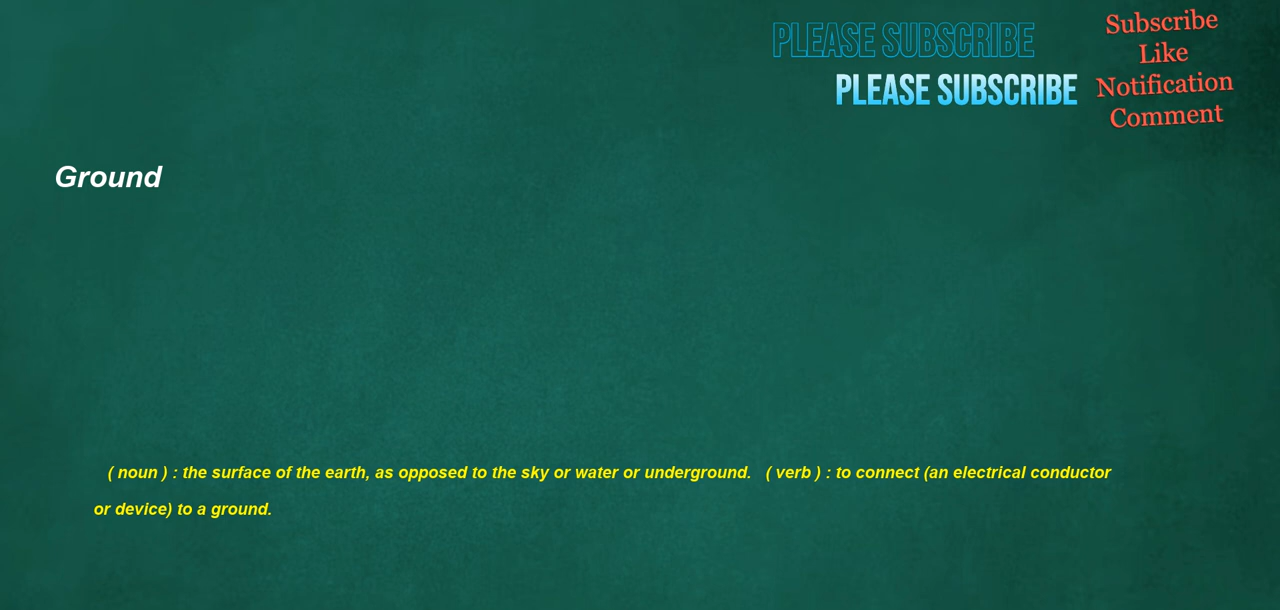 PLEASE SUBSCRIBE
PLEASE SUBSCRIBE
Subscribe
Like
Notification
Comment
Ground
( noun ) : the surface of the earth, as opposed to the sky or water or underground. ( verb ) : to connect (an electrical conductor
or device) to a ground.